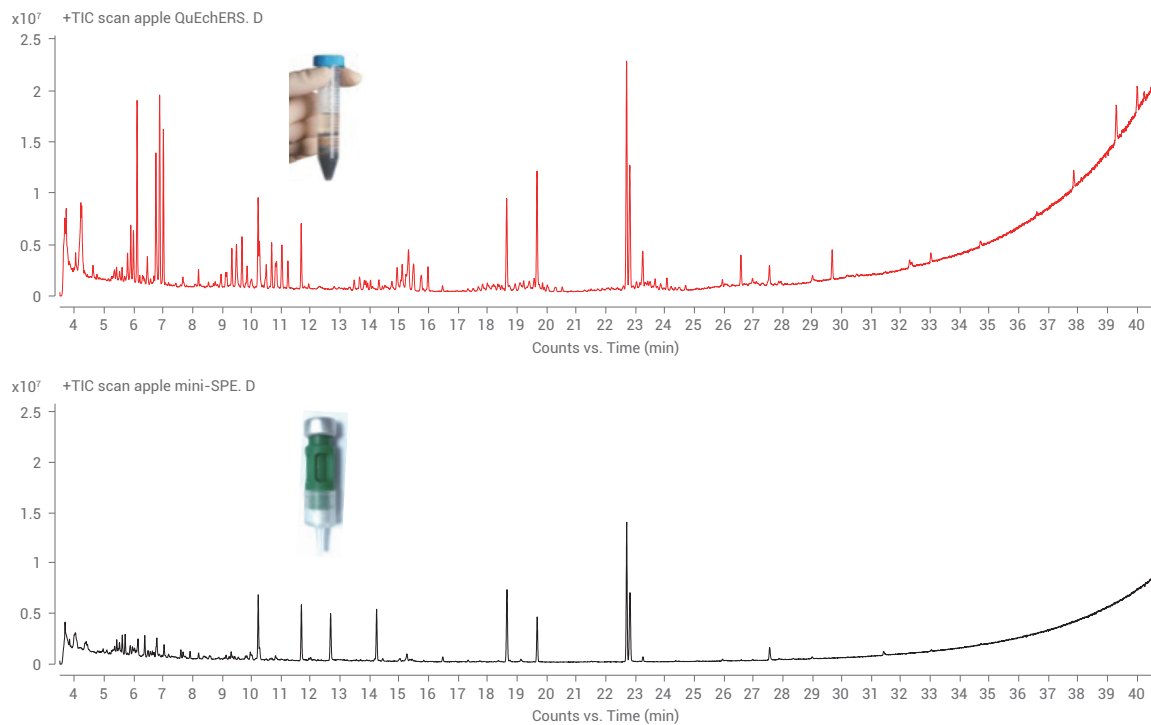 x10⁷ +TIC scan apple QuEchERS. D
2.5
2
1.5
1
0.5
0
4 5 6 7 8 9 10 11 12 13 14 15 16 17 18 19 20 21 22 23 24 25 26 27 28 29 30 31 32 33 34 35 36 37 38 39 40
Counts vs. Time (min)
x10⁷ +TIC scan apple mini-SPE. D
2.5
2
1.5
1
0.5
0
4 5 6 7 8 9 10 11 12 13 14 15 16 17 18 19 20 21 22 23 24 25 26 27 28 29 30 31 32 33 34 35 36 37 38 39 40
Counts vs. Time (min)